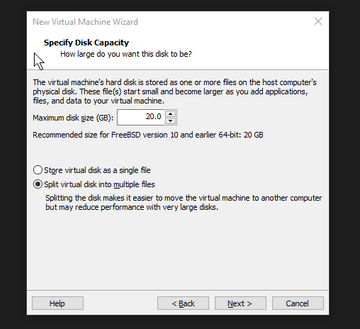 New Virtual Machine Wizard
Specify Disk Capacity
How large do you want this disk to be?
The virtual machine's hard disk is stored as one or more files on the host computer's
physical disk. These file(s) start small and become larger as you add applications,
files, and data to your virtual machine.
Maximum disk size (GB): 20.0
Recommended size for FreeBSD version 10 and earlier 64-bit: 20 GB
Store virtual disk as a single file
Split virtual disk into multiple files
Splitting the disk makes it easier to move the virtual machine to another computer
but may reduce performance with very large disks.
Help < Back Next > Cancel